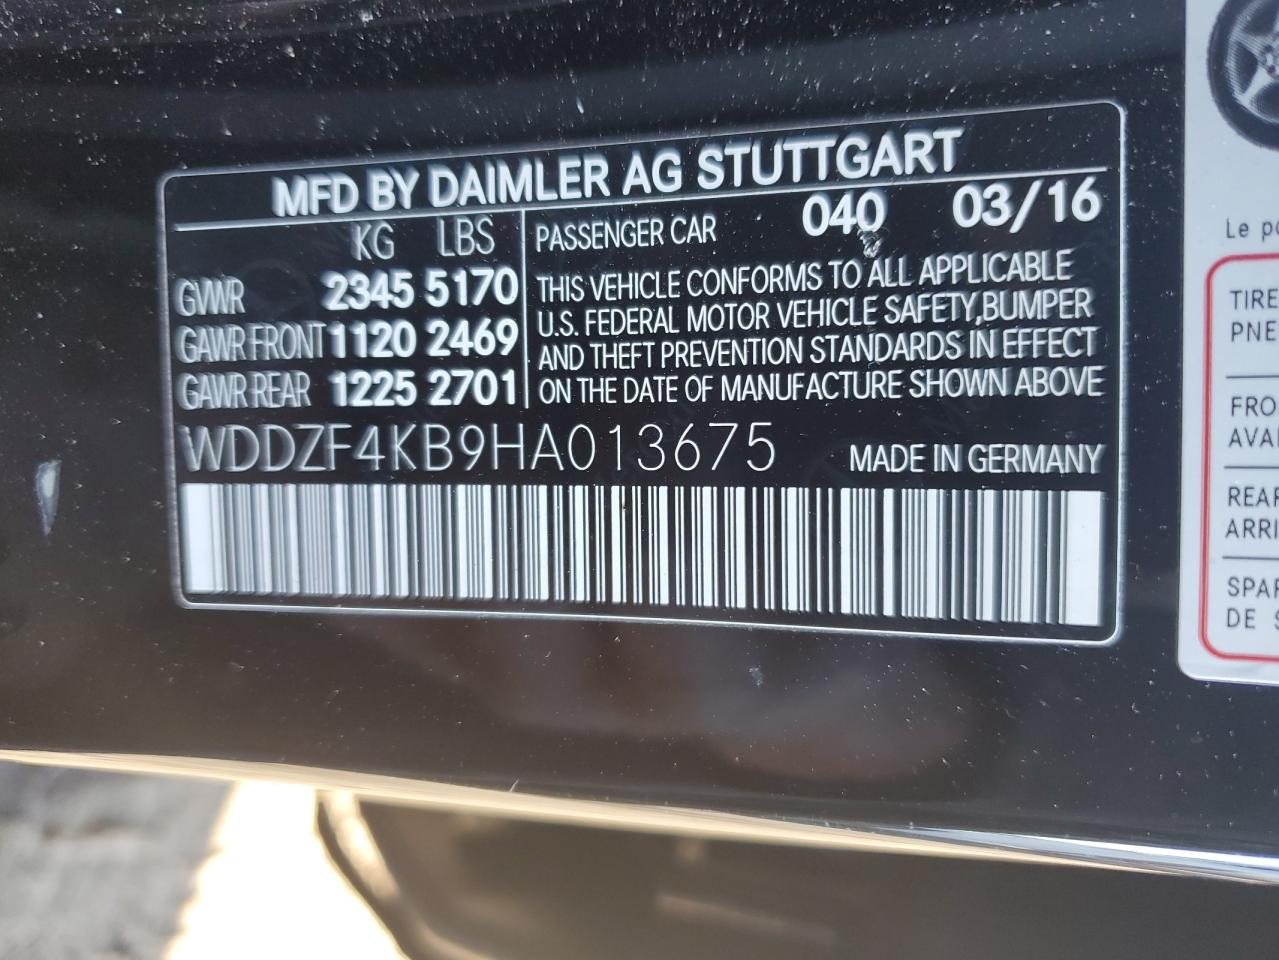 MFD BY DAIMLER AG STUTTGART
KG LBS
GVWR 2345 5170
GAWR FRONT 1120 2469
GAWR REAR 1225 2701
PASSENGER CAR 040 03/16
THIS VEHICLE CONFORMS TO ALL APPLICABLE
U.S. FEDERAL MOTOR VEHICLE SAFETY,BUMPER
AND THEFT PREVENTION STANDARDS IN EFFECT
ON THE DATE OF MANUFACTURE SHOWN ABOVE
WDDZF4KB9HA013675 MADE IN GERMANY
Le
TIRE